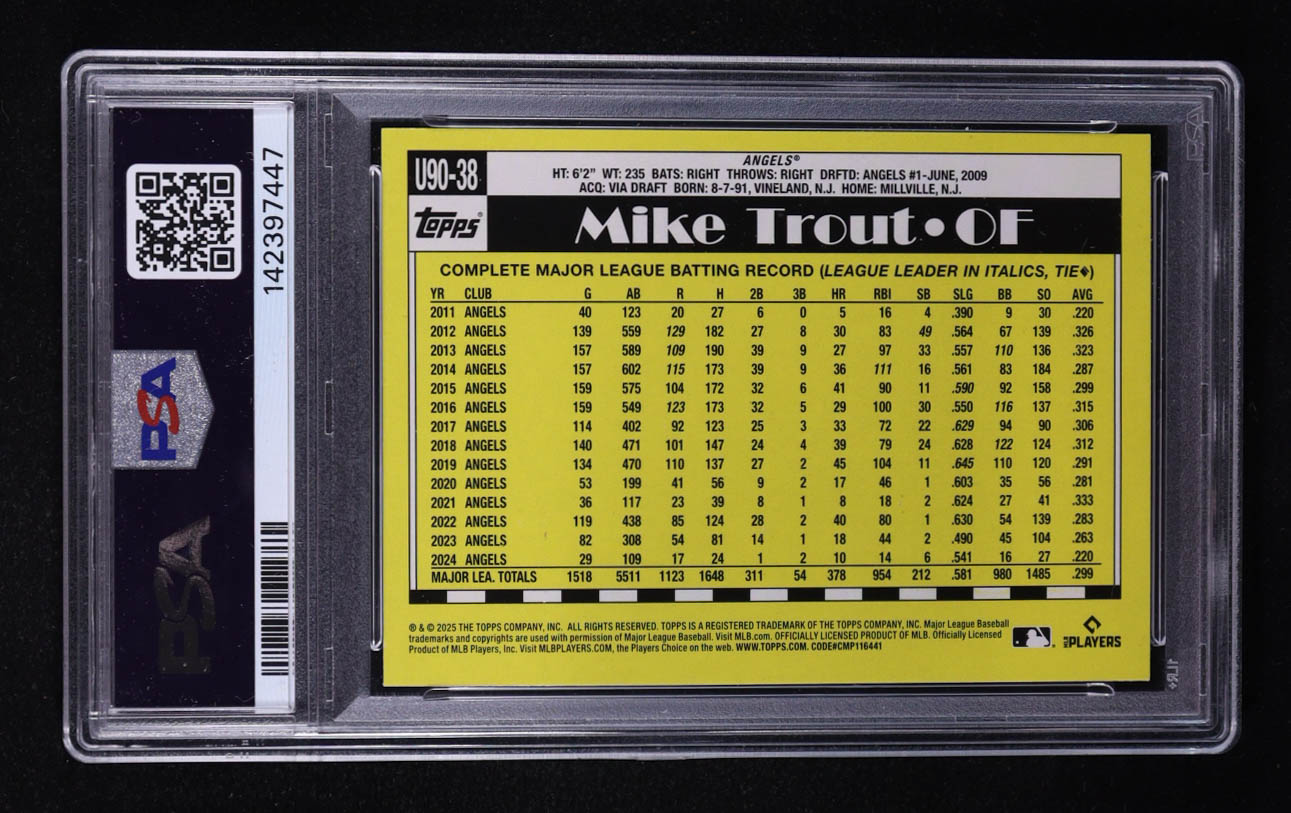 142397447
PSA
PSA
U90-38
ANGELS®
HT: 6'2" WT: 235 BATS: RIGHT THROWS: RIGHT DRFTD: ANGELS #1-JUNE, 2009
ACQ: VIA DRAFT BORN: 8-7-91, VINELAND, N.J. HOME: MILLVILLE, N.J.
Topps®
Mike Trout • OF
COMPLETE MAJOR LEAGUE BATTING RECORD (LEAGUE LEADER IN ITALICS, TIE◆)
YR CLUB G AB R H 2B 3B HR RBI SB SLG BB SO AVG
2011 ANGELS 40 123 20 27 6 0 5 16 4 .390 9 30 .220
2012 ANGELS 139 559 129 182 27 8 30 83 49 .564 67 139 .326
2013 ANGELS 157 589 109 190 39 9 27 97 33 .557 110 136 .323
2014 ANGELS 157 602 115 173 39 9 36 111 16 .561 83 184 .287
2015 ANGELS 159 575 104 172 32 6 41 90 11 .590 92 158 .299
2016 ANGELS 159 549 123 173 32 5 29 100 30 .550 116 137 .315
2017 ANGELS 114 402 92 123 25 3 33 72 22 .629 94 90 .306
2018 ANGELS 140 471 101 147 24 4 39 79 24 .628 122 124 .312
2019 ANGELS 134 470 110 137 27 2 45 104 11 .645 110 120 .291
2020 ANGELS 53 199 41 56 9 2 17 46 1 .603 35 56 .281
2021 ANGELS 36 117 23 39 8 1 8 18 2 .624 27 41 .333
2022 ANGELS 119 438 85 124 28 2 40 80 1 .630 54 139 .283
2023 ANGELS 82 308 54 81 14 1 18 44 2 .490 45 104 .263
2024 ANGELS 29 109 17 24 1 2 10 14 6 .541 16 27 .220
MAJOR LEA. TOTALS 1518 5511 1123 1648 311 54 378 954 212 .581 980 1485 .299
® & © 2025 THE TOPPS COMPANY, INC. ALL RIGHTS RESERVED. TOPPS IS A REGISTERED TRADEMARK OF THE TOPPS COMPANY, INC. Major League Baseball
trademarks and copyrights are used with permission of Major League Baseball. Visit MLB.com. OFFICIALLY LICENSED PRODUCT OF MLB. Officially Licensed
Product of MLB Players, Inc. Visit MLBPLAYERS.COM, the Players Choice on the web. WWW.TOPPS.COM. CODE#CMP116441
MLB PLAYERS
PSA